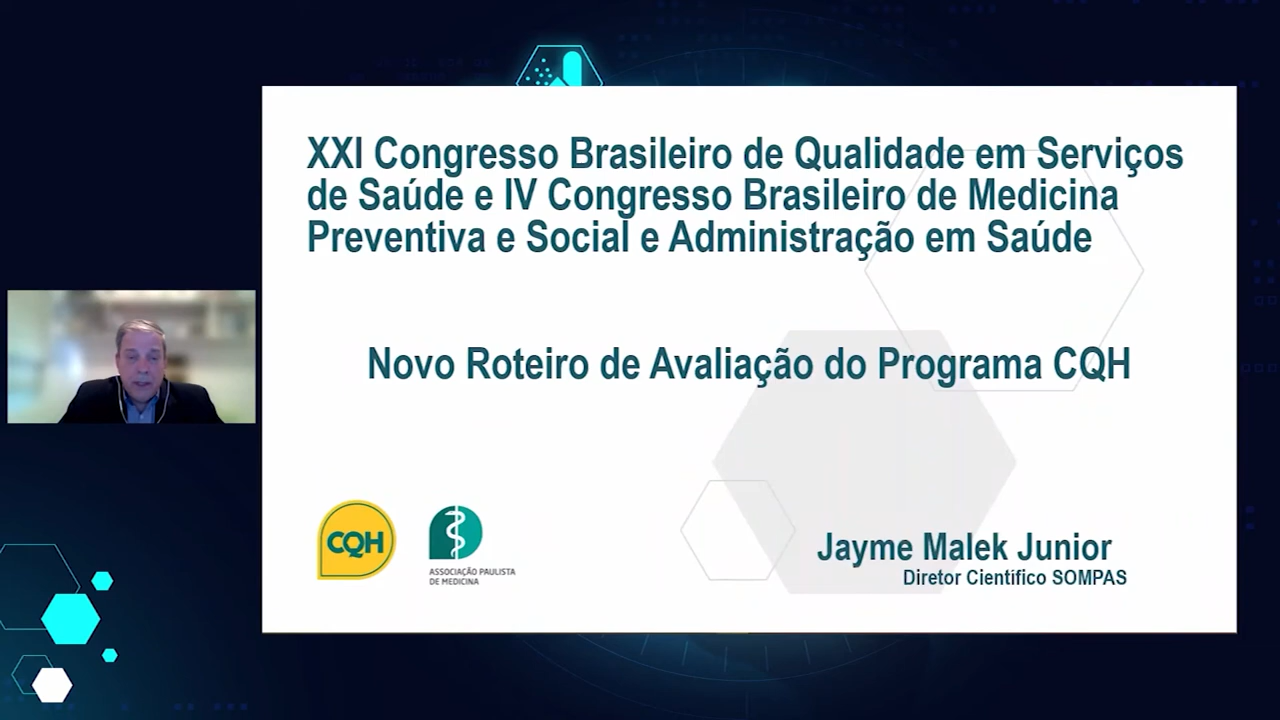 XXI Congresso Brasileiro de Qualidade em Serviços
de Saúde e IV Congresso Brasileiro de Medicina
Preventiva e Social e Administração em Saúde
Novo Roteiro de Avaliação do Programa CQH
CQH
ASSOCIAÇÃO PAULISTA
DE MEDICINA
Jayme Malek Junior
Diretor Científico SOMPAS